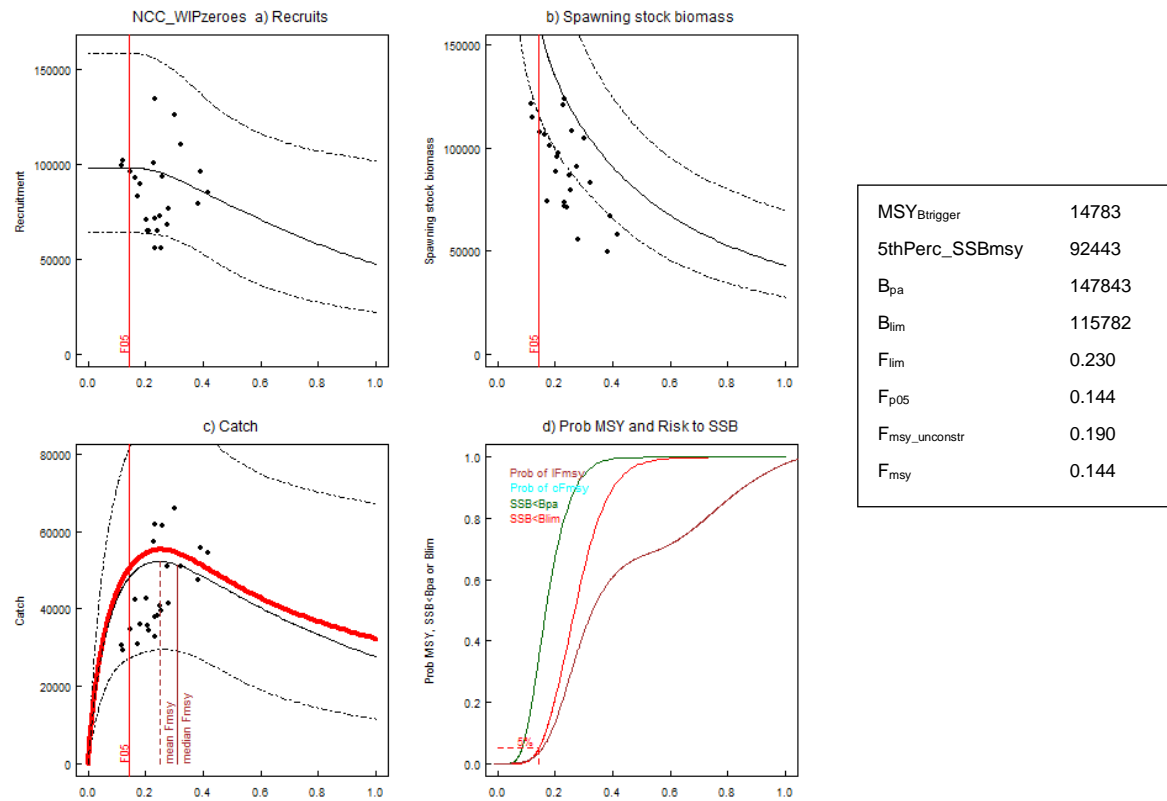 NCC_WIPzeroes a) Recruits
Recruitment
150000
100000
50000
0
F05
0.0 0.2 0.4 0.6 0.8 1.0
b) Spawning stock biomass
Spawning stock biomass
150000
100000
50000
0
F05
0.0 0.2 0.4 0.6 0.8 1.0
c) Catch
Catch
80000
60000
40000
20000
0
F05
mean Fmsy
median Fmsy
0.0 0.2 0.4 0.6 0.8 1.0
d) Prob MSY and Risk to SSB
Prob MSY, SSB<Bpa or Blim
1.0
0.8
0.6
0.4
0.2
0.0
Prob of lFmsy
Prob of cFmsy
SSB<Bpa
SSB<Blim
5%
0.0 0.2 0.4 0.6 0.8 1.0
MSYBtrigger 14783
5thPerc_SSBmsy 92443
Bpa 147843
Blim 115782
Flim 0.230
Fp05 0.144
Fmsy_unconstr 0.190
Fmsy 0.144